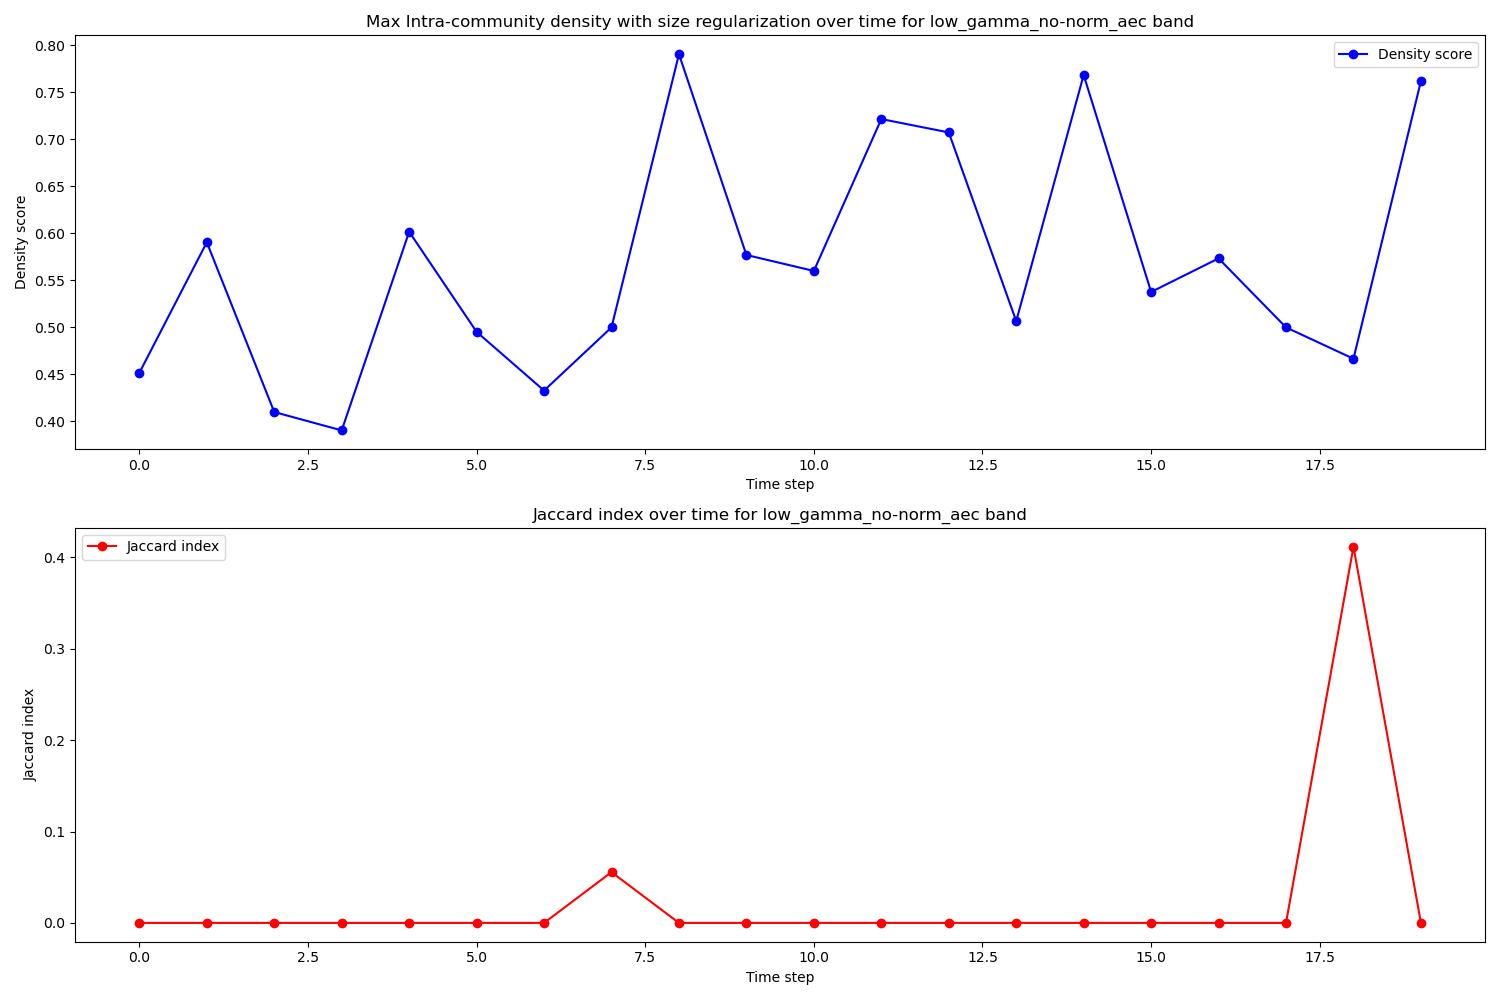 Max Intra-community density with size regularization over time for low_gamma_no-norm_aec band
Density score
0.80
0.75
0.70
0.65
0.60
0.55
0.50
0.45
0.40
Density score
0.0 2.5 5.0 7.5 10.0 12.5 15.0 17.5
Time step
Jaccard index over time for low_gamma_no-norm_aec band
Jaccard index
0.4
0.3
0.2
0.1
0.0
Jaccard index
0.0 2.5 5.0 7.5 10.0 12.5 15.0 17.5
Time step